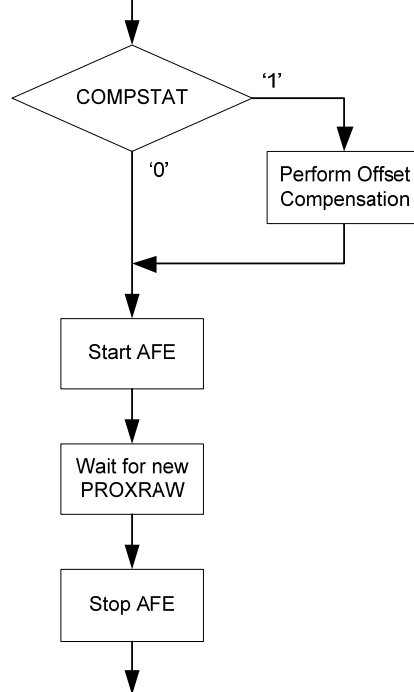 COMPSTAT
‘1’
‘0’
Perform Offset
Compensation
Start AFE
Wait for new
PROXRAW
Stop AFE